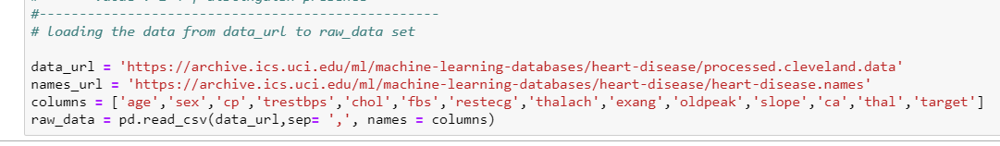 #---------------------------------------------------
# loading the data from data_url to raw_data set
data_url = 'https://archive.ics.uci.edu/ml/machine-learning-databases/heart-disease/processed.cleveland.data'
names_url = 'https://archive.ics.uci.edu/ml/machine-learning-databases/heart-disease/heart-disease.names'
columns = ['age','sex','cp','trestbps','chol','fbs','restecg','thalach','exang','oldpeak','slope','ca','thal','target']
raw_data = pd.read_csv(data_url,sep= ',', names = columns)